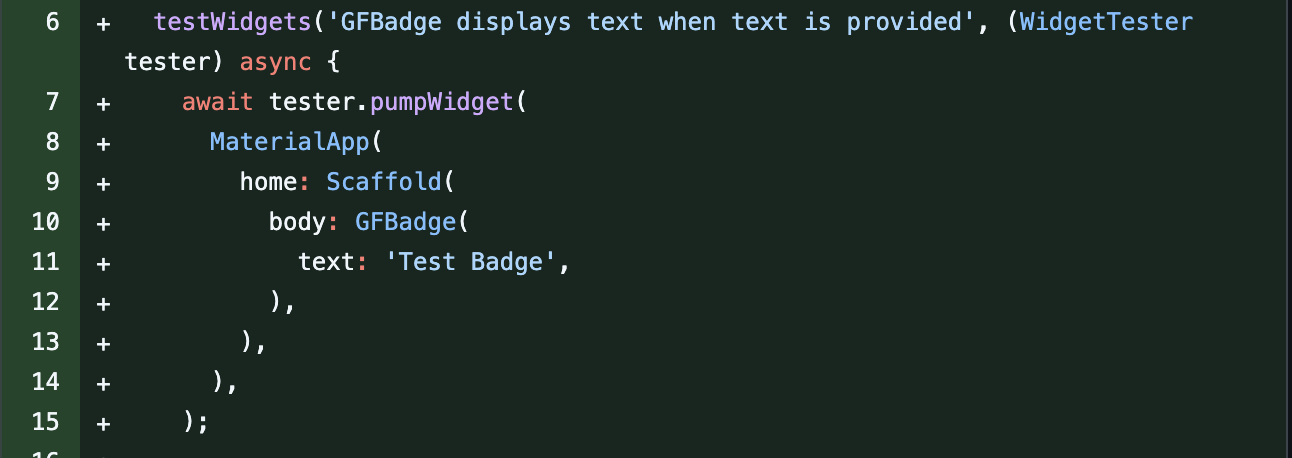 6 + testWidgets('GFBadge displays text when text is provided', (WidgetTester
tester) async {
7 + await tester.pumpWidget(
8 + MaterialApp(
9 + home: Scaffold(
10 + body: GFBadge(
11 + text: 'Test Badge',
12 + ),
13 + ),
14 + ),
15 + );